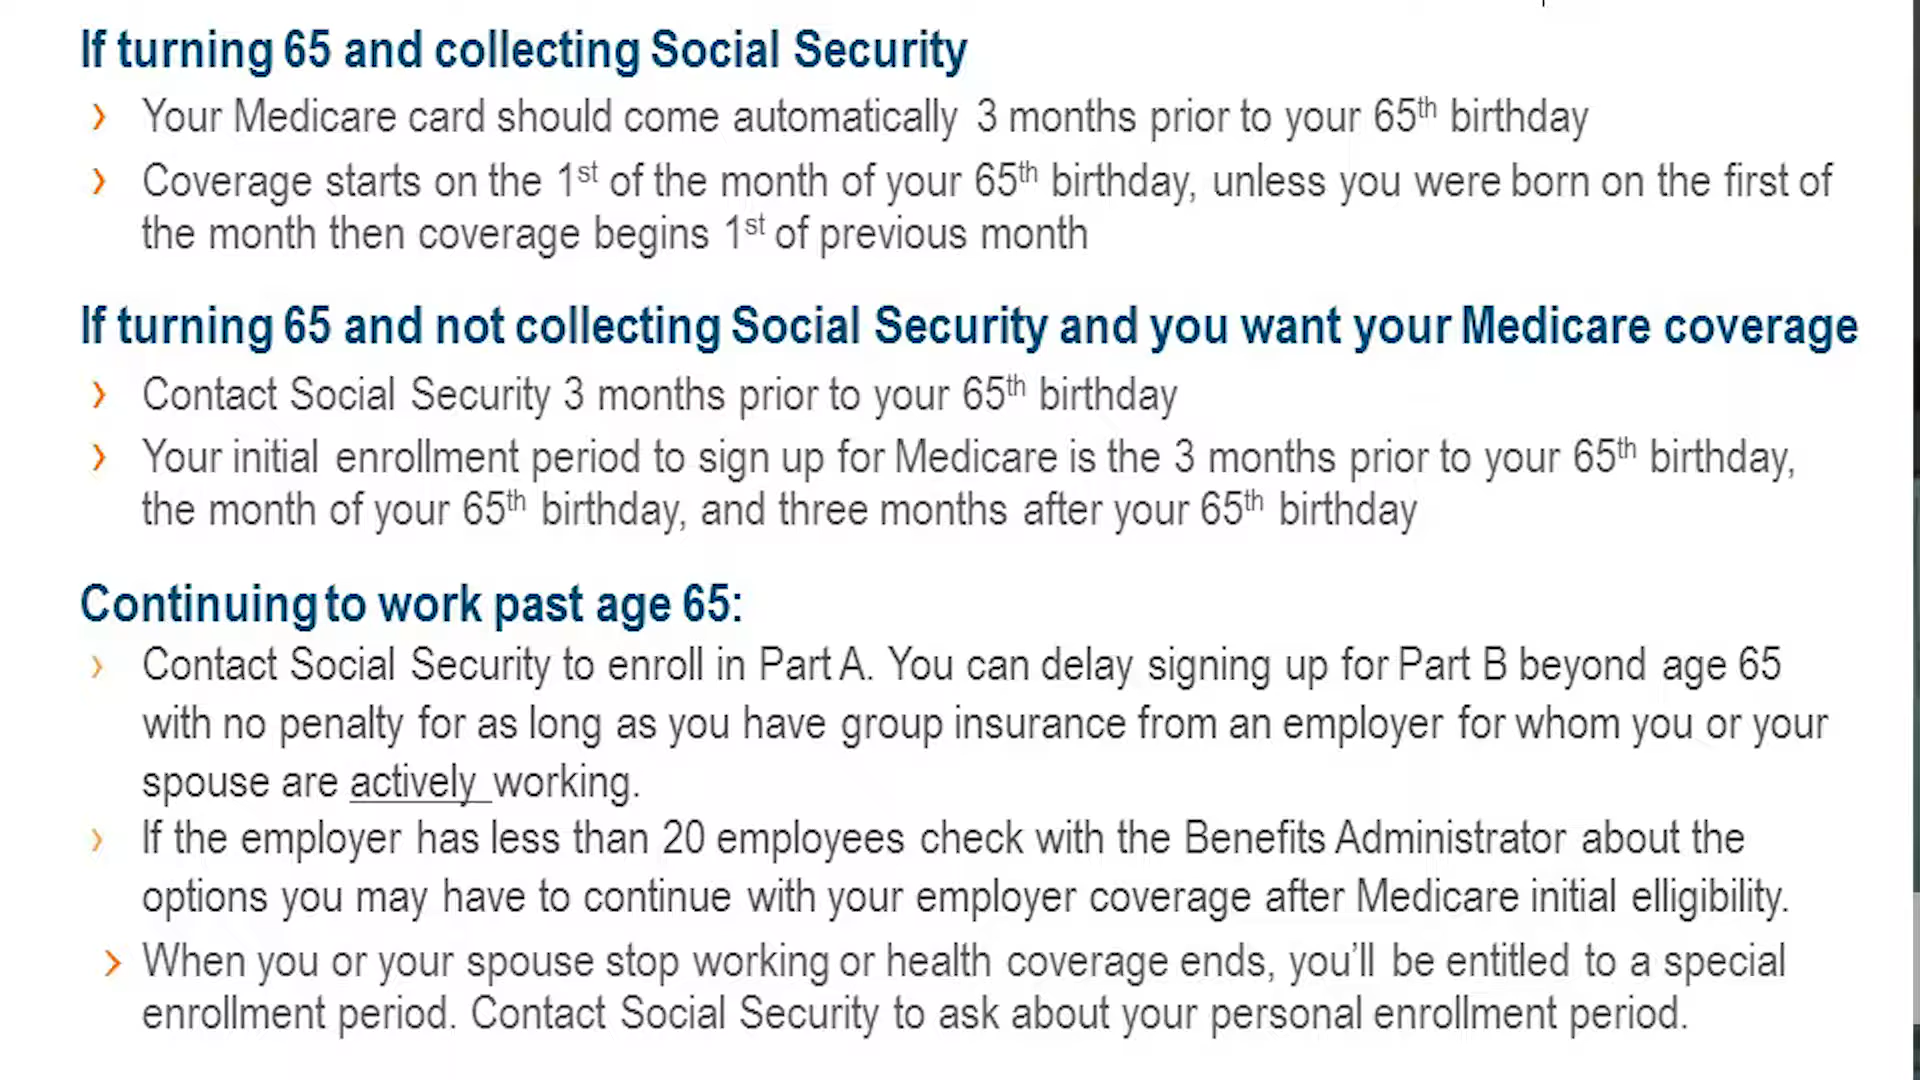 If turning 65 and collecting Social Security
› Your Medicare card should come automatically 3 months prior to your 65th birthday
› Coverage starts on the 1st of the month of your 65th birthday, unless you were born on the first of
the month then coverage begins 1st of previous month
If turning 65 and not collecting Social Security and you want your Medicare coverage
› Contact Social Security 3 months prior to your 65th birthday
› Your initial enrollment period to sign up for Medicare is the 3 months prior to your 65th birthday,
the month of your 65th birthday, and three months after your 65th birthday
Continuing to work past age 65:
› Contact Social Security to enroll in Part A. You can delay signing up for Part B beyond age 65
with no penalty for as long as you have group insurance from an employer for whom you or your
spouse are actively working.
› If the employer has less than 20 employees check with the Benefits Administrator about the
options you may have to continue with your employer coverage after Medicare initial elligibility.
› When you or your spouse stop working or health coverage ends, you'll be entitled to a special
enrollment period. Contact Social Security to ask about your personal enrollment period.